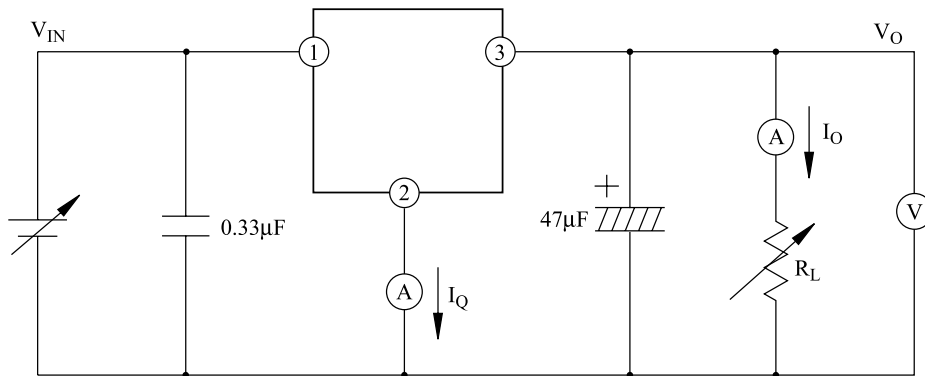 V_IN
1
3
V_O
A
I_O
2
+
0.33μF
47μF
V
R_L
A
I_Q